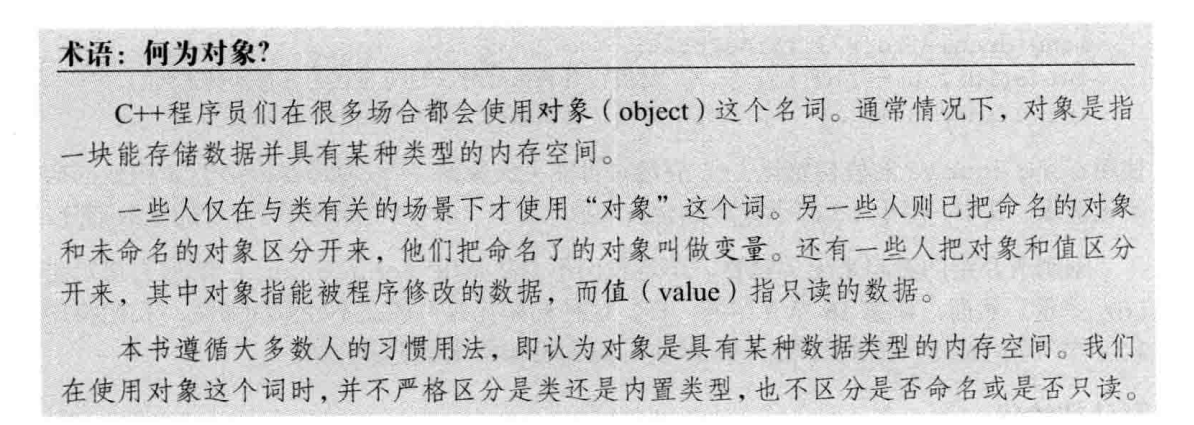 术语：何为对象？
C++程序员们在很多场合都会使用对象（object）这个名词。通常情况下，对象是指
一块能存储数据并具有某种类型的内存空间。
一些人仅在与类有关的场景下才使用“对象”这个词。另一些人则已把命名的对象
和未命名的对象区分开来，他们把命名了的对象叫做变量。还有一些人把对象和值区分
开来，其中对象指能被程序修改的数据，而值（value）指只读的数据。
本书遵循大多数人的习惯用法，即认为对象是具有某种数据类型的内存空间。我们
在使用对象这个词时，并不严格区分是类还是内置类型，也不区分是否命名或是否只读。